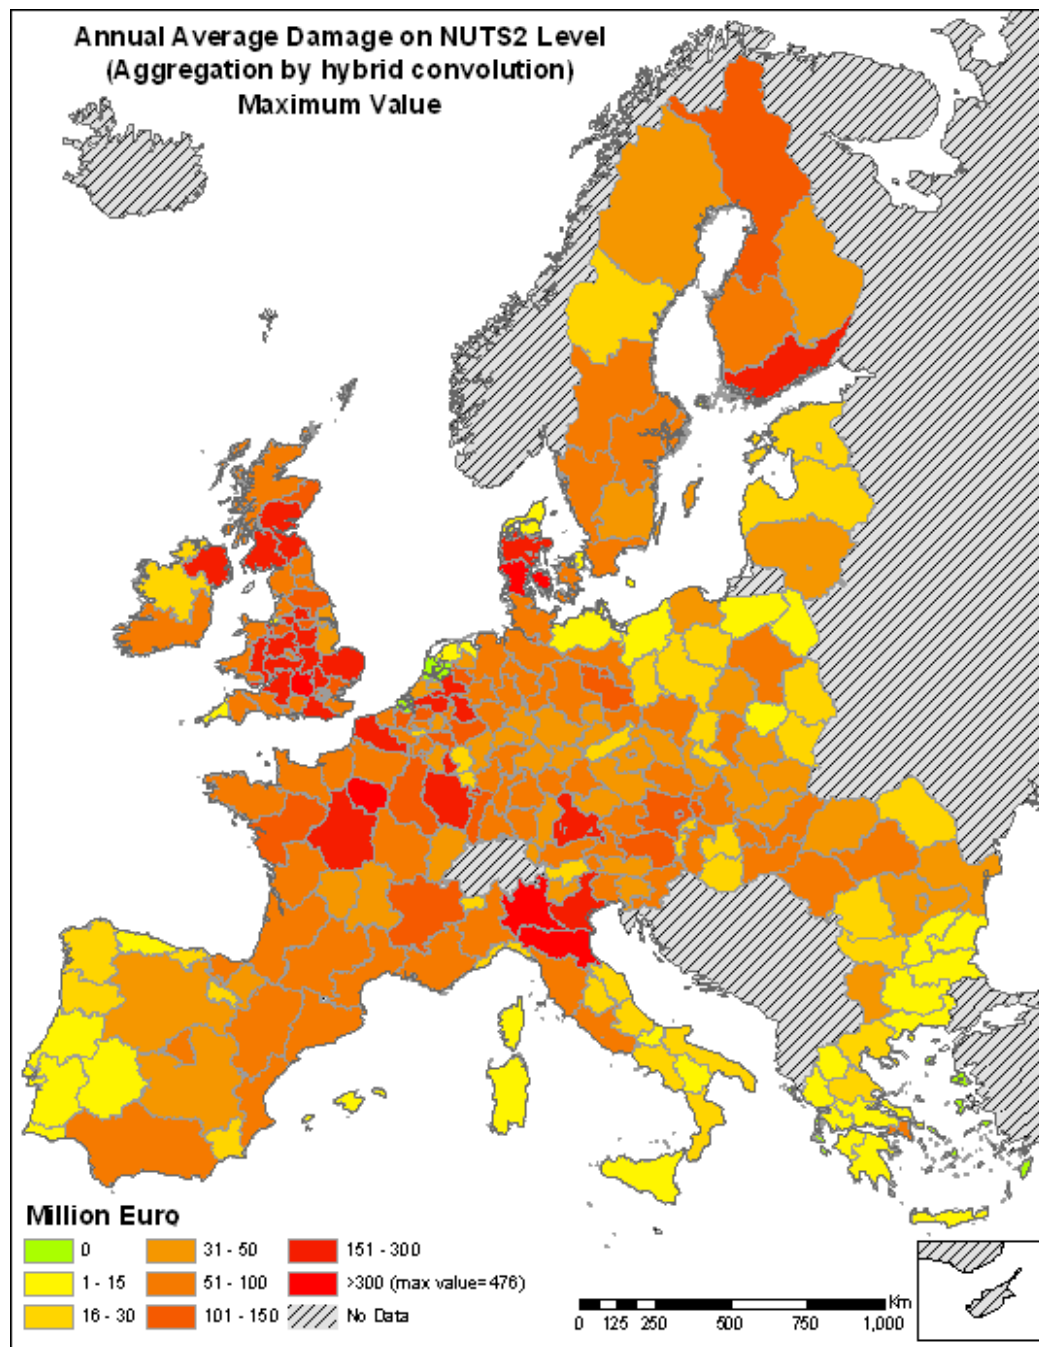 Annual Average Damage on NUTS2 Level
(Aggregation by hybrid convolution)
Maximum Value
Million Euro
0
1 - 15
16 - 30
31 - 50
51 - 100
101 - 150
151 - 300
>300 (max value=476)
No Data
Km
0 125 250 500 750 1,000